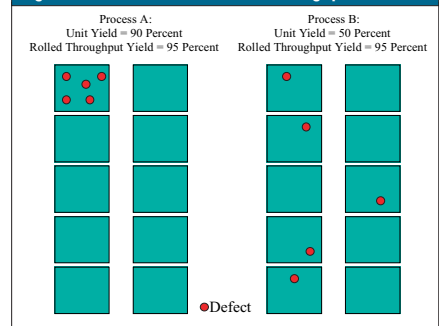 Process A:
Unit Yield = 90 Percent
Rolled Throughput Yield = 95 Percent
Process B:
Unit Yield = 50 Percent
Rolled Throughput Yield = 95 Percent
Defect